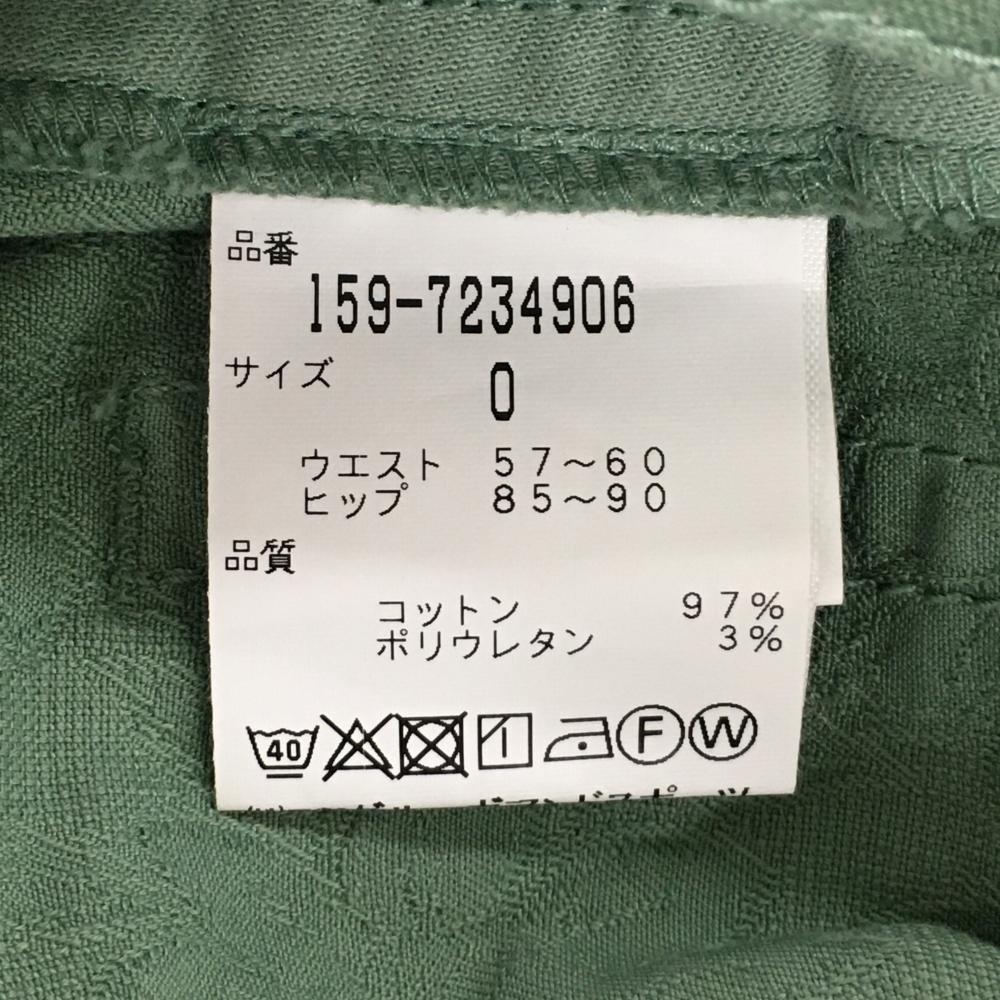 品番
159-7234906
サイズ
0
ウエスト 57～60
ヒップ 85～90
品質
コットン 97%
ポリウレタン 3%
40 F W